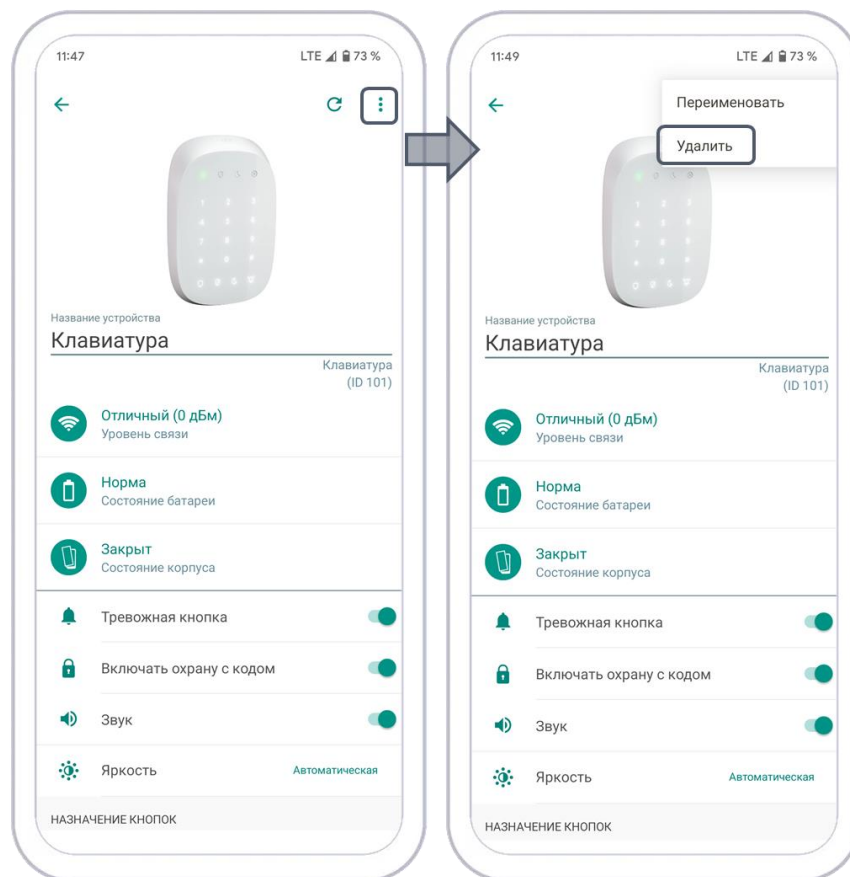 11:47
LTE 73 %
Название устройства
Клавиатура
Клавиатура
(ID 101)
Отличный (0 дБм)
Уровень связи
Норма
Состояние батареи
Закрыт
Состояние корпуса
Тревожная кнопка
Включать охрану с кодом
Звук
Яркость
Автоматическая
НАЗНАЧЕНИЕ КНОПОК
11:49
LTE 73 %
Переименовать
Удалить
Название устройства
Клавиатура
Клавиатура
(ID 101)
Отличный (0 дБм)
Уровень связи
Норма
Состояние батареи
Закрыт
Состояние корпуса
Тревожная кнопка
Включать охрану с кодом
Звук
Яркость
Автоматическая
НАЗНАЧЕНИЕ КНОПОК